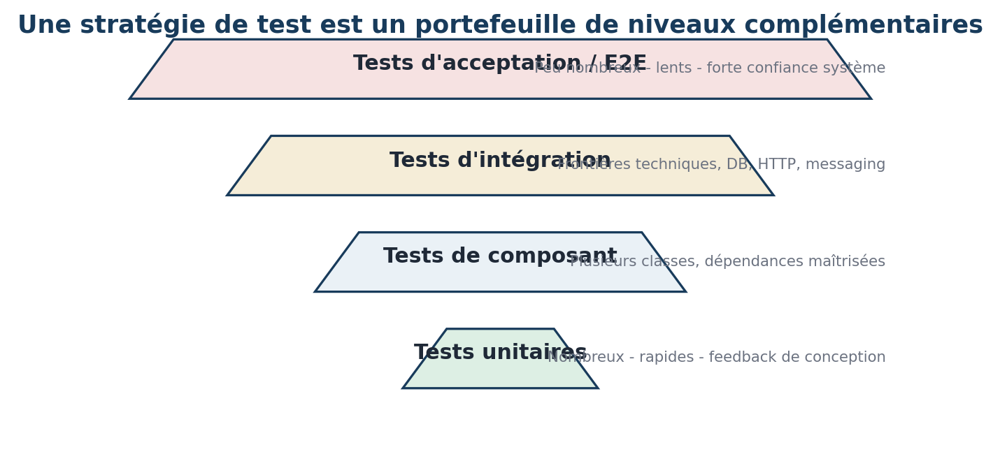 Une stratégie de test est un portefeuille de niveaux complémentaires
Tests d'acceptation / E2E
Peu nombreux - lents - forte confiance système
Tests d'intégration
Frontières techniques, DB, HTTP, messaging
Tests de composant
Plusieurs classes, dépendances maîtrisées
Tests unitaires
Nombreux - rapides - feedback de conception